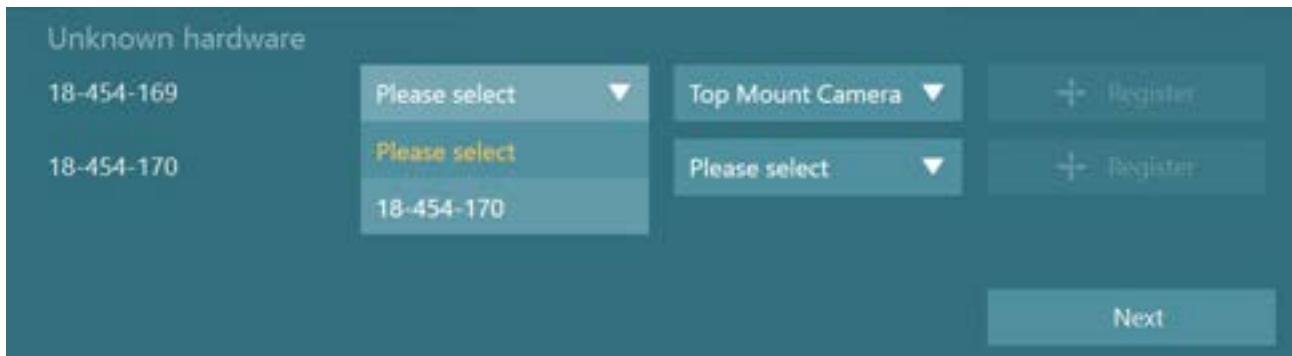 Unknown hardware
18-454-169 Please select Top Mount Camera Register
Please select
18-454-170 Please select Register
18-454-170
Next